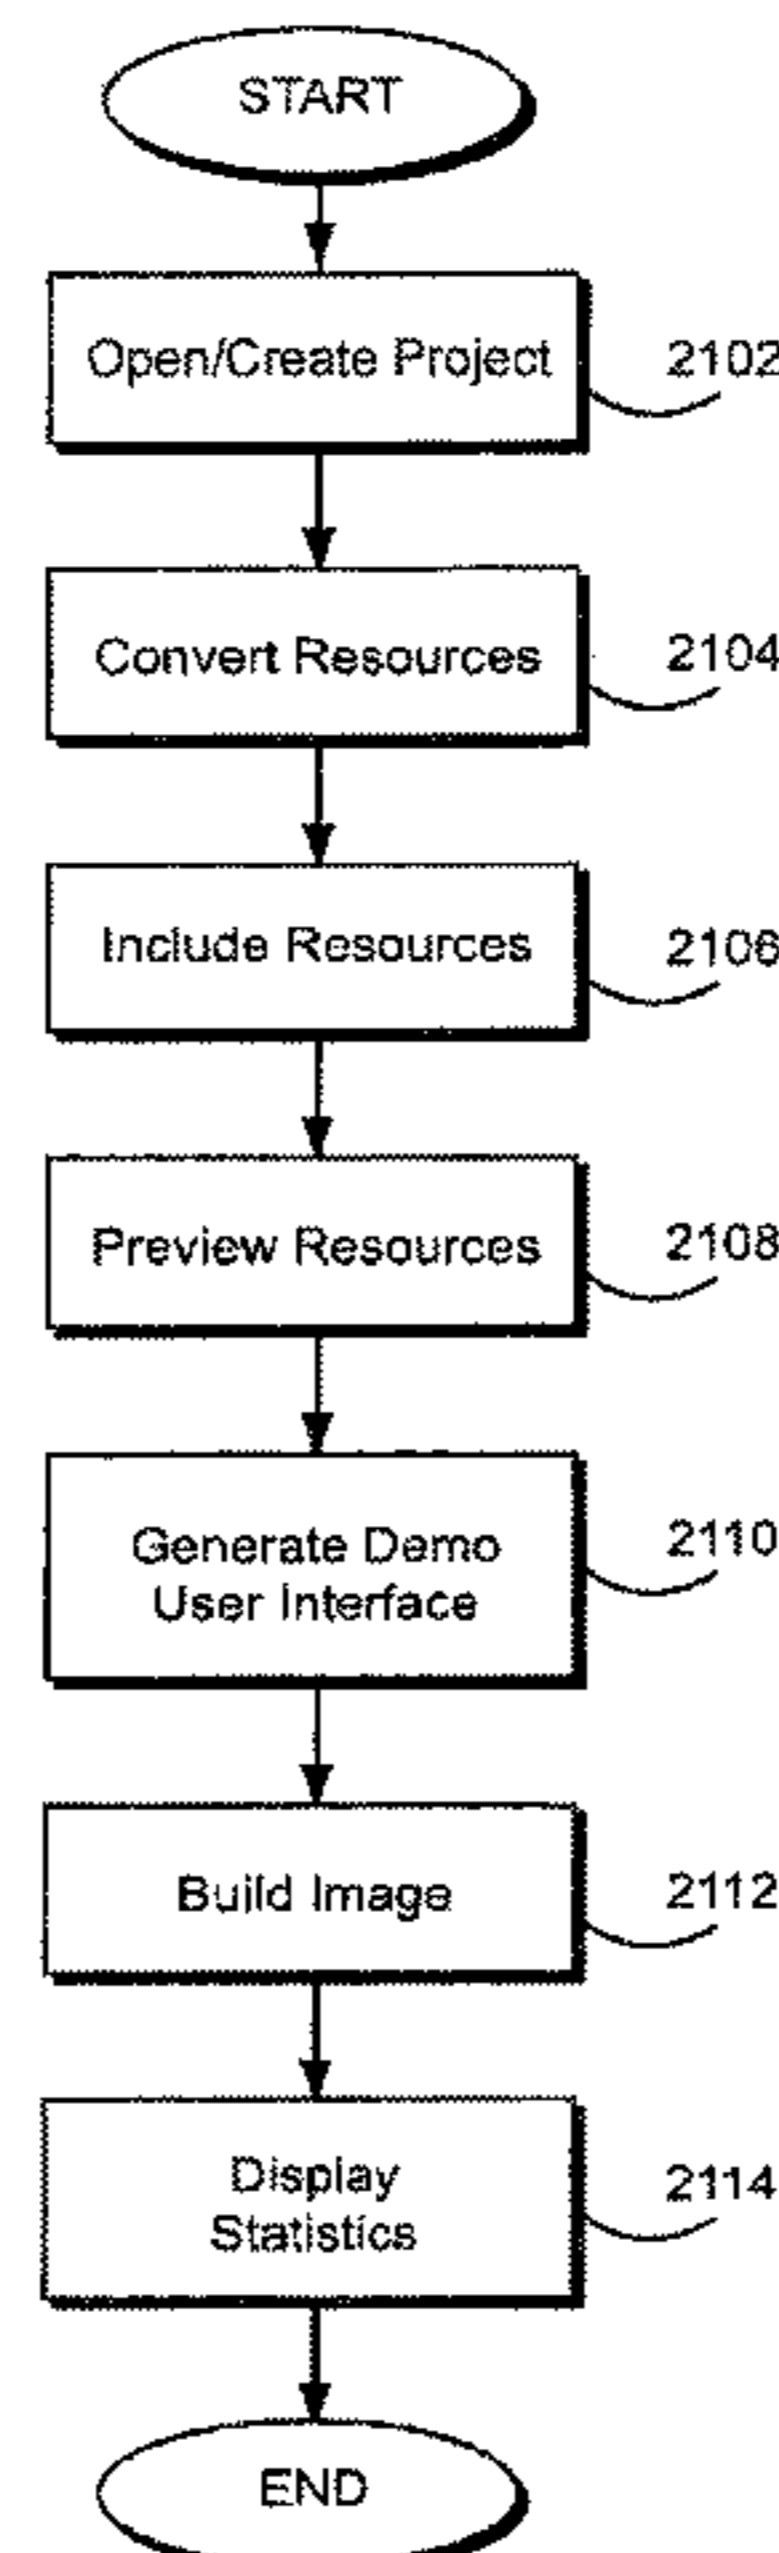 START
Open/Create Project
2102
Convert Resources
2104
Include Resources
2106
Preview Resources
2108
Generate Demo
User Interface
2110
Build Image
2112
Display
Statistics
2114
END